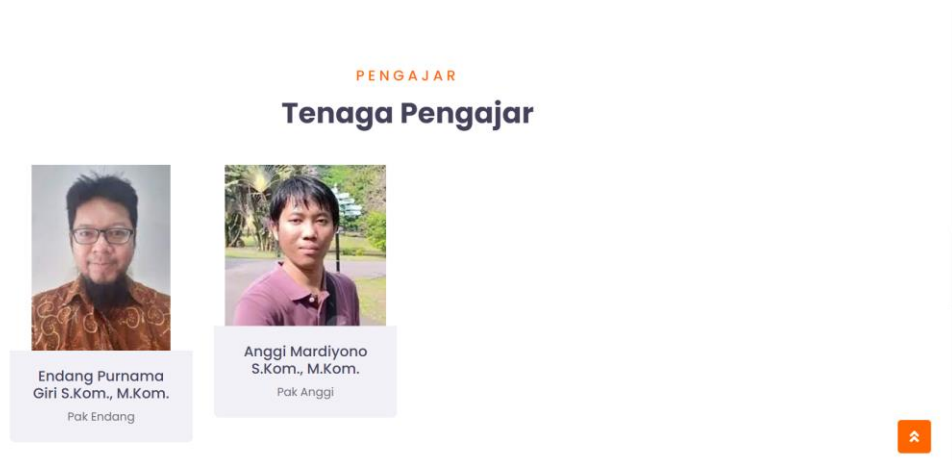 PENGAJAR
Tenaga Pengajar
Endang Purnama
Giri S.Kom., M.Kom.
Pak Endang
Anggi Mardiyono
S.Kom., M.Kom.
Pak Anggi